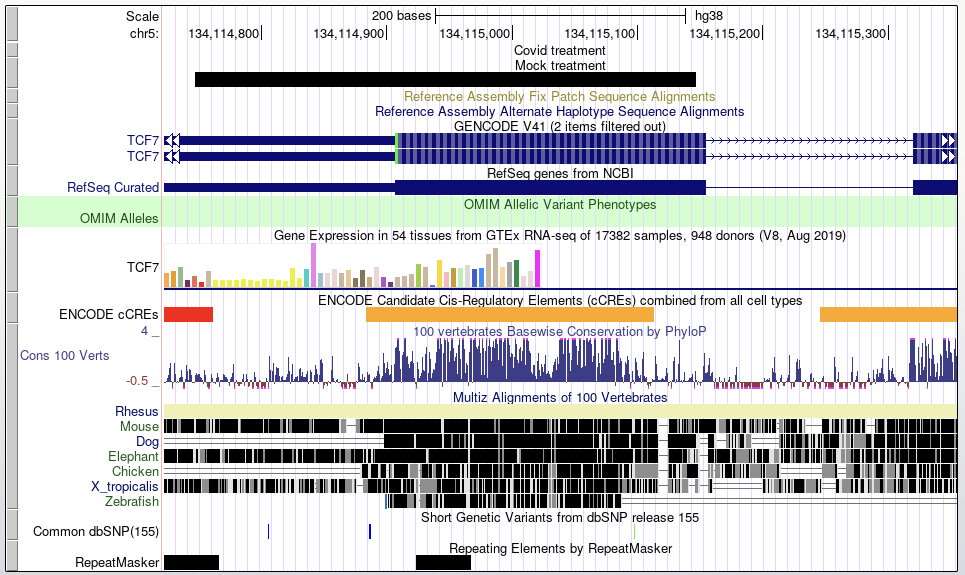 Scale 200 bases hg38
chr5: 134,114,800 134,114,900 134,115,000 134,115,100 134,115,200 134,115,300
Covid treatment
Mock treatment
Reference Assembly Fix Patch Sequence Alignments
Reference Assembly Alternate Haplotype Sequence Alignments
GENCODE V41 (2 items filtered out)
TCF7
TCF7
RefSeq genes from NCBI
RefSeq Curated
OMIM Allelic Variant Phenotypes
OMIM Alleles
Gene Expression in 54 tissues from GTEx RNA-seq of 17382 samples, 948 donors (V8, Aug 2019)
TCF7
ENCODE Candidate Cis-Regulatory Elements (cCREs) combined from all cell types
ENCODE cCREs
100 vertebrates Basewise Conservation by PhyloP
4 _
Cons 100 Verts
-0.5 _
Multiz Alignments of 100 Vertebrates
Rhesus
Mouse
Dog
Elephant
Chicken
X_tropicalis
Zebrafish
Short Genetic Variants from dbSNP release 155
Common dbSNP(155)
Repeating Elements by RepeatMasker
RepeatMasker